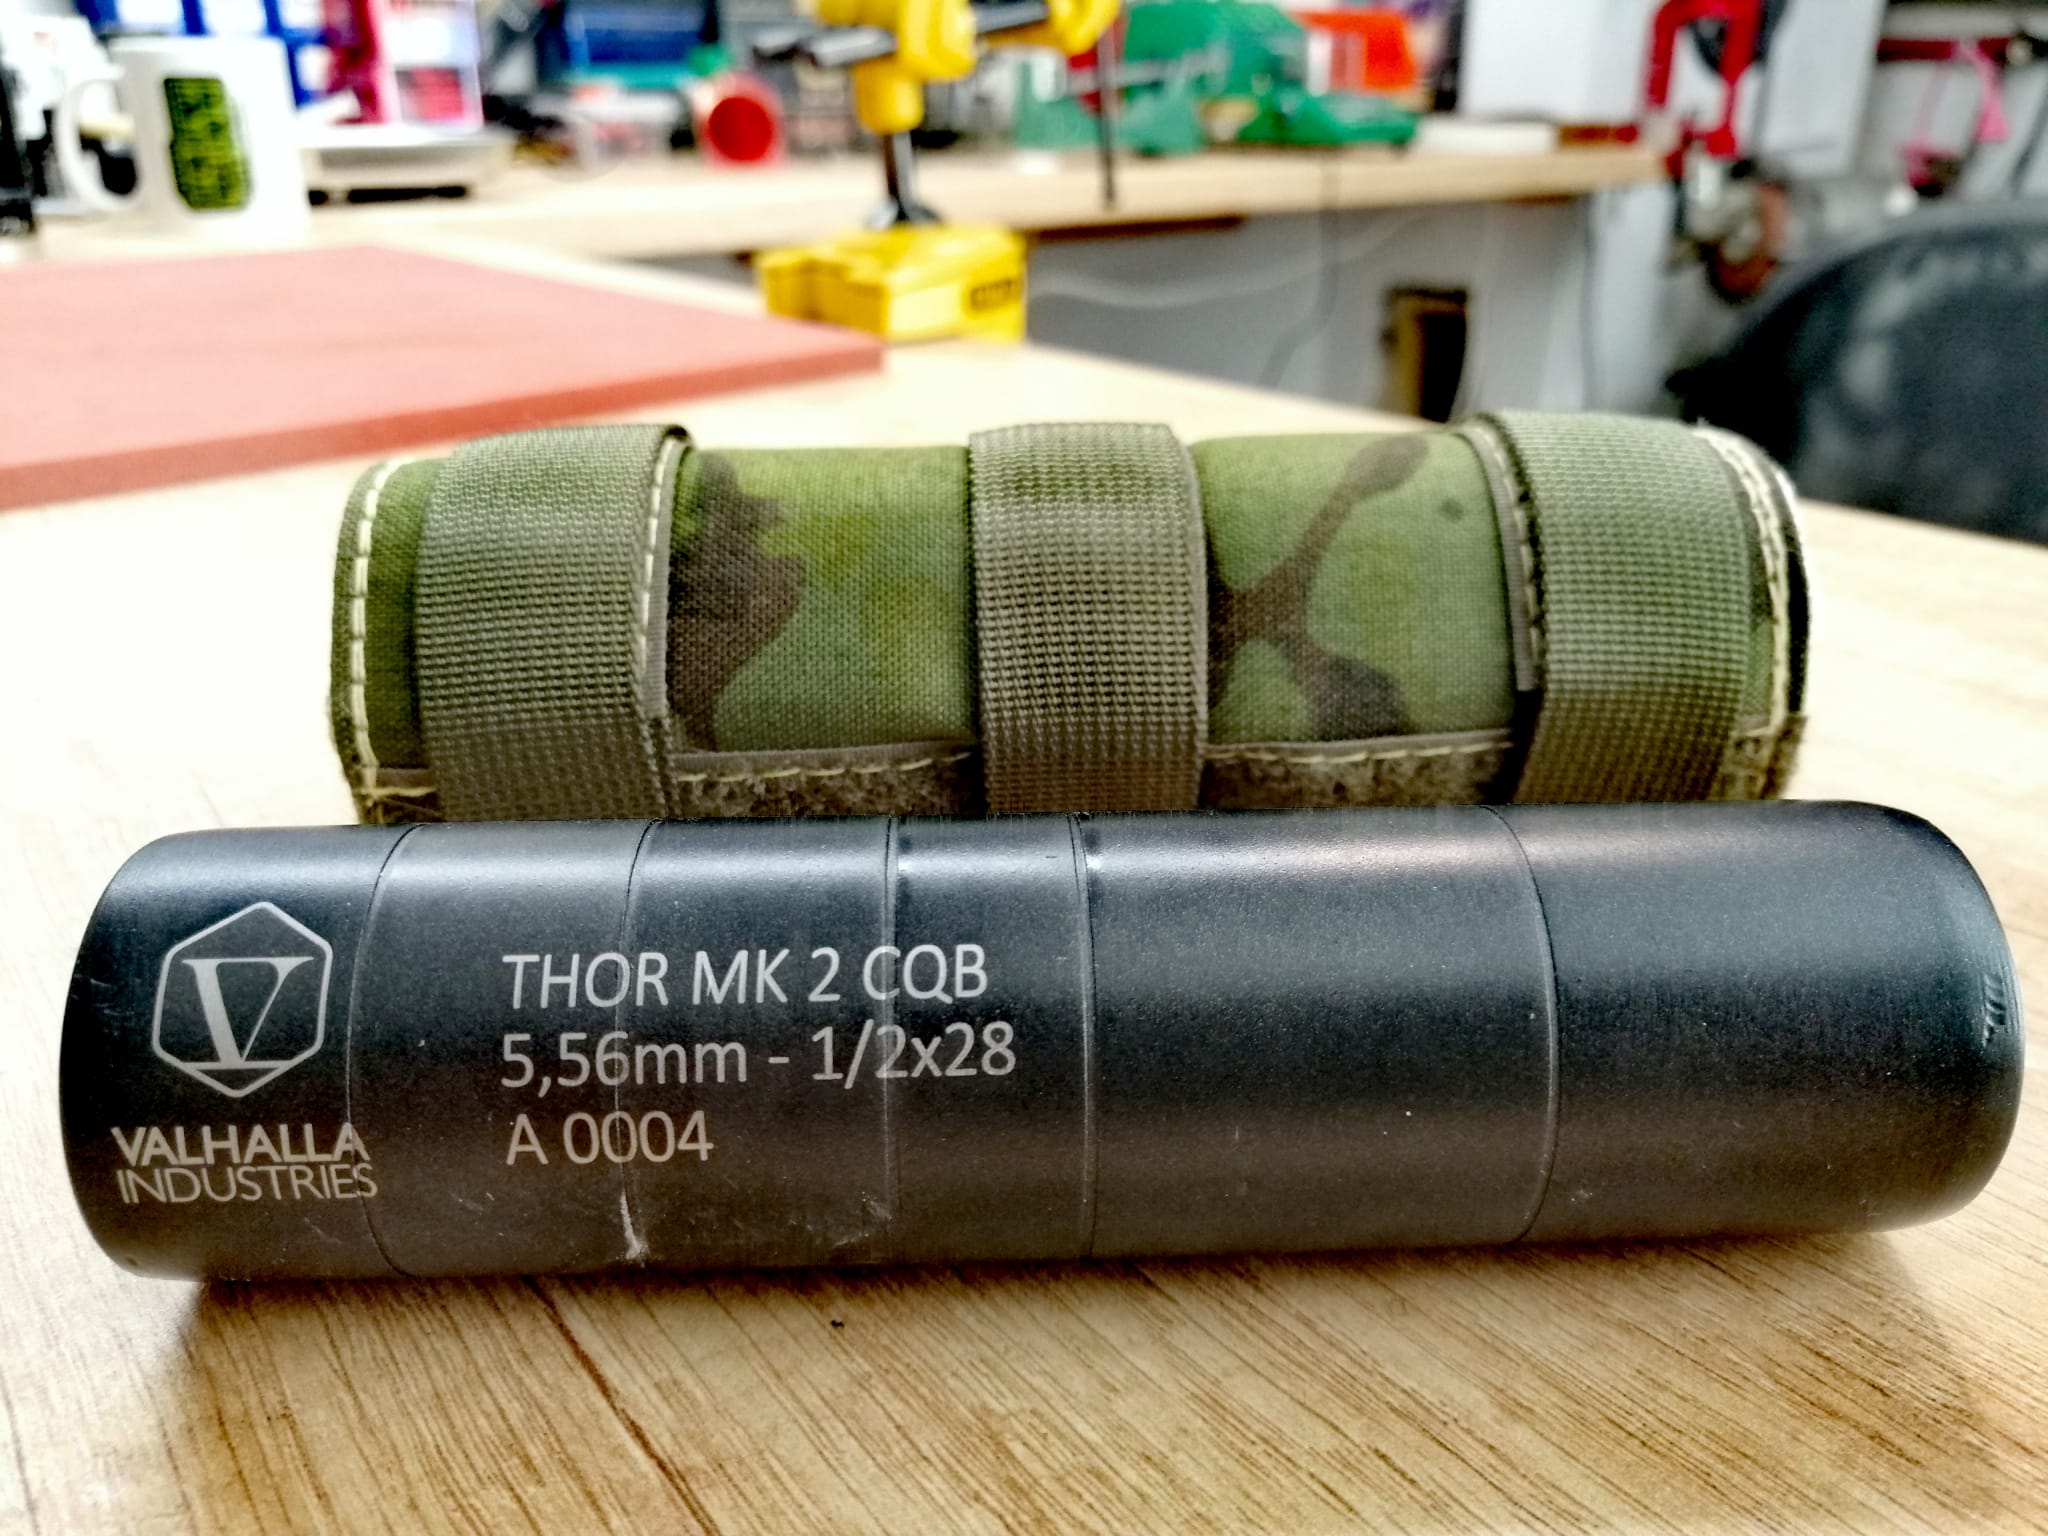 V
THOR MK 2 CQB
5,56mm - 1/2x28
A 0004
VALHALLA
INDUSTRIES